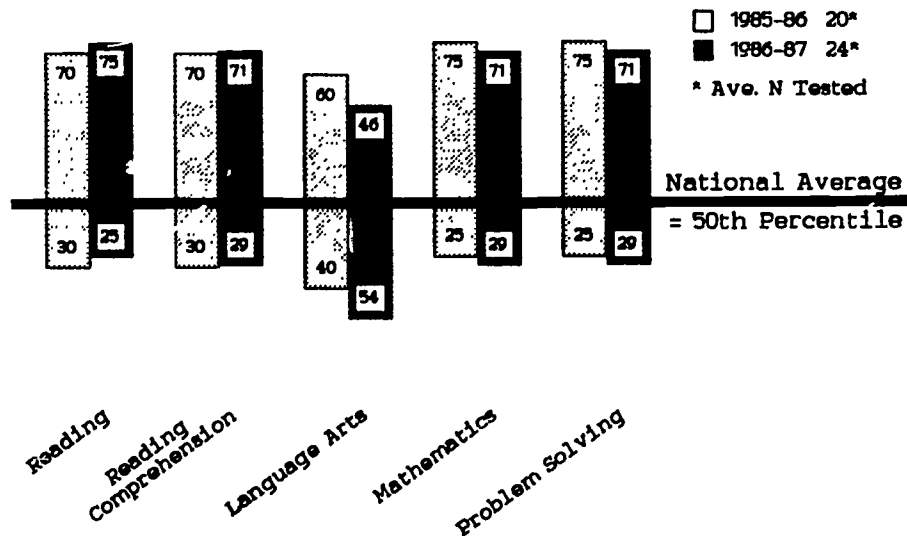 1985-86 20*
1986-87 24*
* Ave. N Tested
70 75 70 71 60 46 75 71 75 71
National Average
= 50th Percentile
30 25 30 29 40 54 25 29 25 29
Reading
Reading
Comprehension
Language Arts
Mathematics
Problem Solving